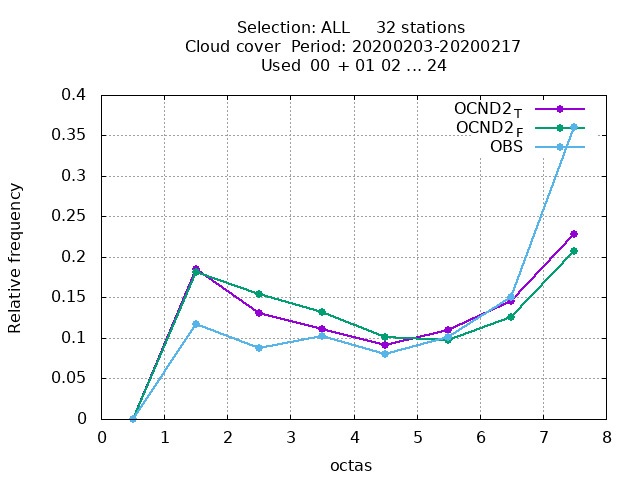 Selection: ALL 32 stations
Cloud cover Period: 20200203-20200217
Used 00 + 01 02 ... 24
OCND2 T
OCND2 F
OBS
Relative frequency
0.4
0.35
0.3
0.25
0.2
0.15
0.1
0.05
0
0 1 2 3 4 5 6 7 8
octas